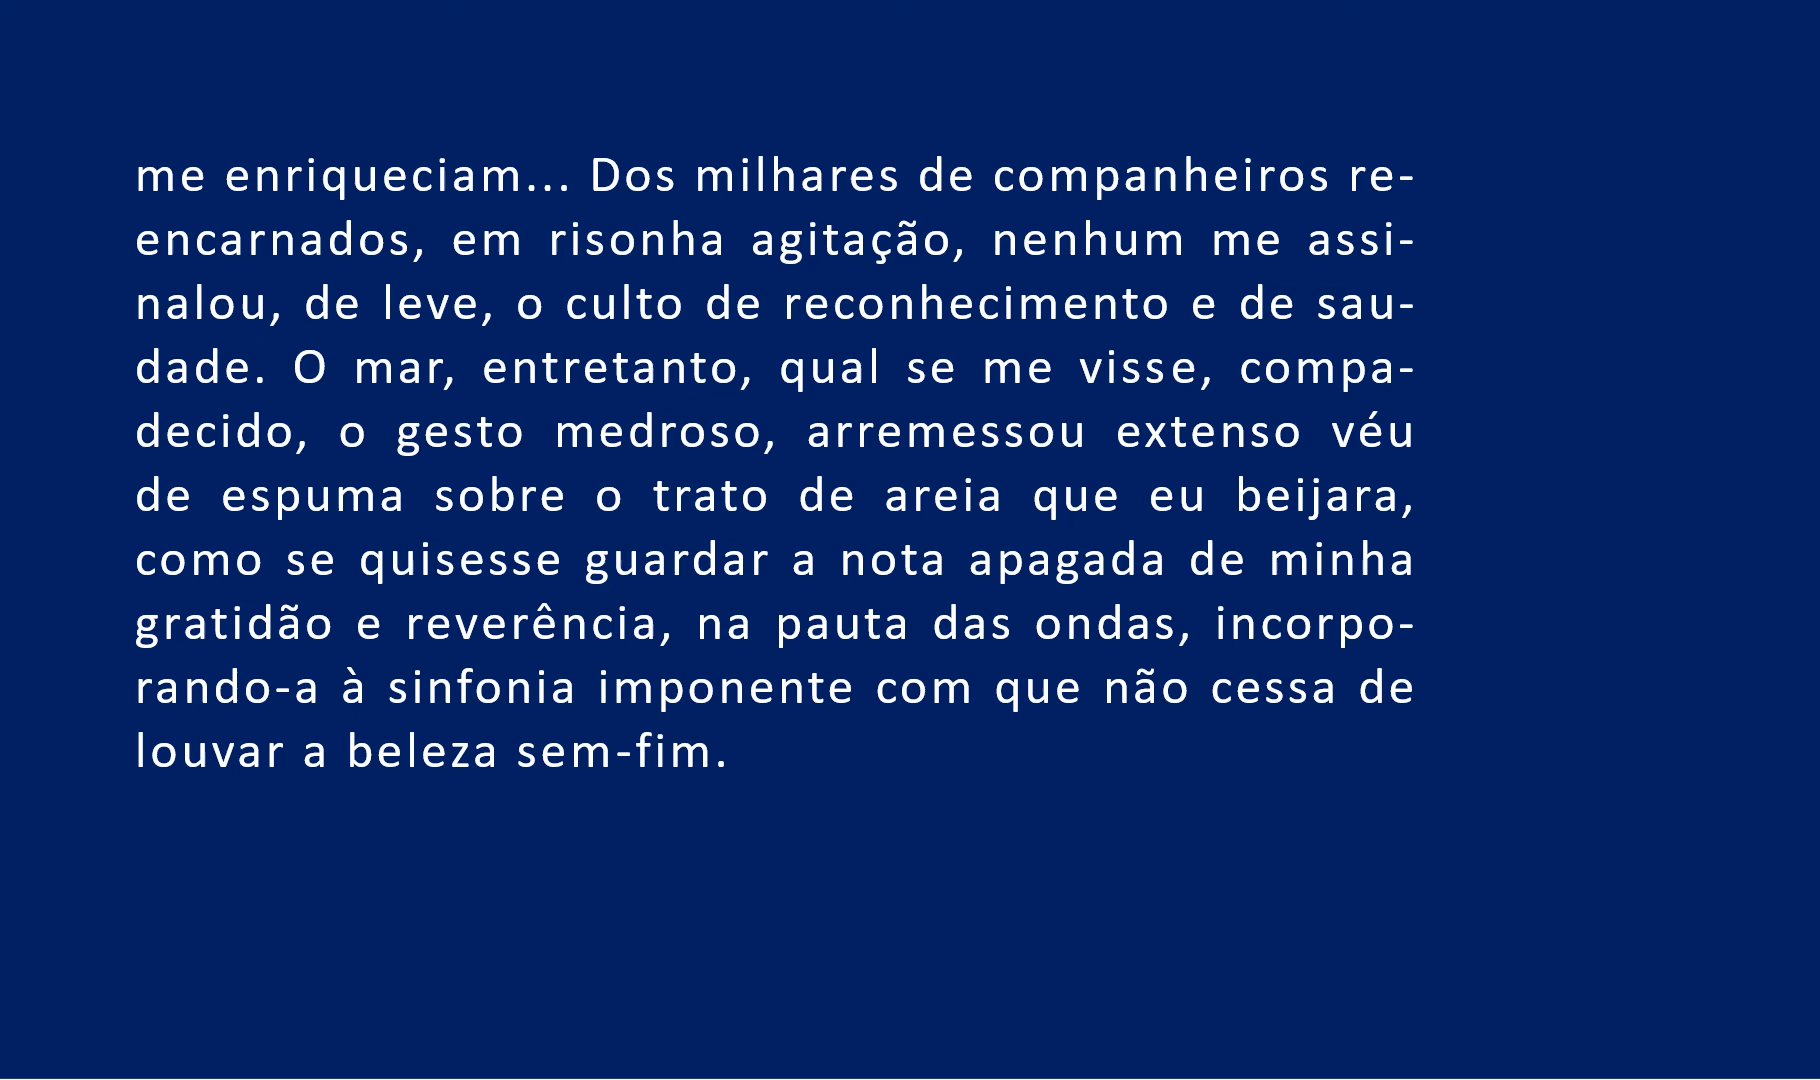 me enriqueciam... Dos milhares de companheiros re-
encarnados, em risonha agitação, nenhum me assi-
nalou, de leve, o culto de reconhecimento e de sau-
dade. O mar, entretanto, qual se me visse, compa-
decido, o gesto medroso, arremessou extenso véu
de espuma sobre o trato de areia que eu beijara,
como se quisesse guardar a nota apagada de minha
gratidão e reverência, na pauta das ondas, incorpo-
rando-a à sinfonia imponente com que não cessa de
louvar a beleza sem-fim.